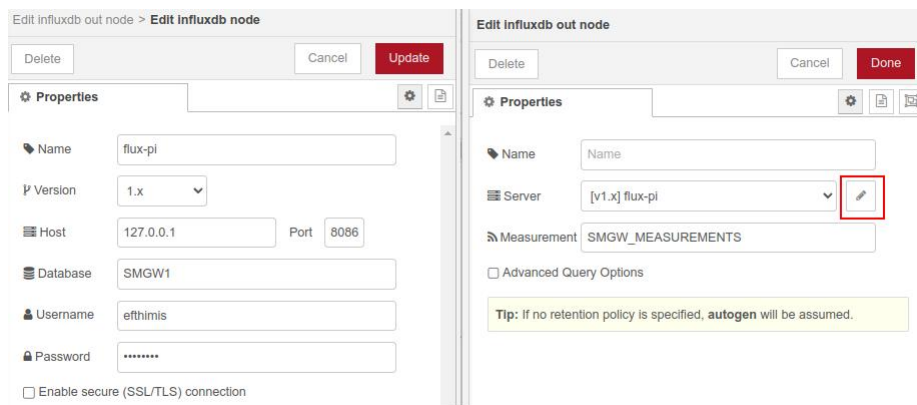 Edit influxdb out node > Edit influxdb node
Delete
Cancel
Update
Properties
Name
flux-pi
Version
1.x
Host
127.0.0.1
Port
8086
Database
SMGW1
Username
efthimis
Password
••••••••
Enable secure (SSL/TLS) connection
Edit influxdb out node
Delete
Cancel
Done
Properties
Name
Name
Server
[v1.x] flux-pi
Measurement
SMGW_MEASUREMENTS
Advanced Query Options
Tip: If no retention policy is specified, autogen will be assumed.